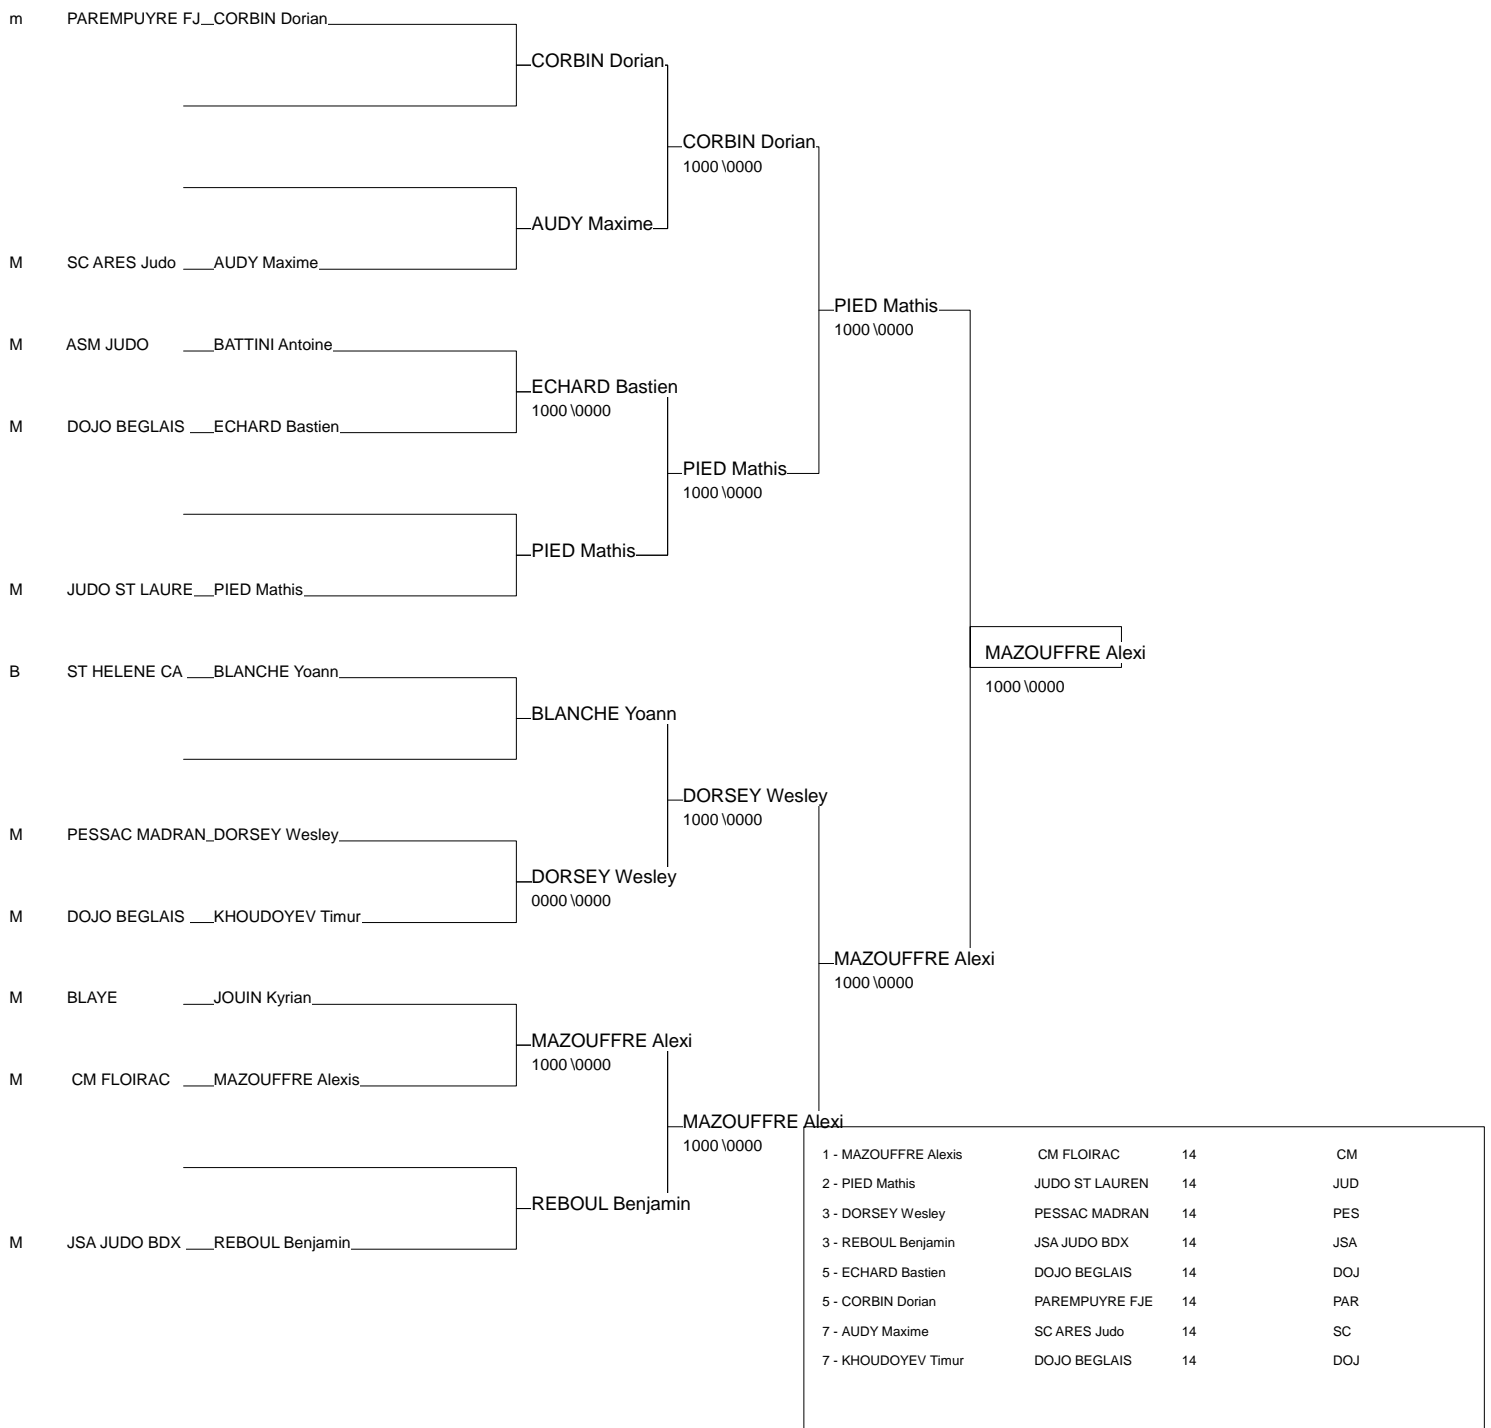 m PAREMPUYRE FJ CORBIN Dorian
CORBIN Dorian
CORBIN Dorian
1000 \0000
AUDY Maxime
M SC ARES Judo AUDY Maxime
PIED Mathis
1000 \0000
M ASM JUDO BATTINI Antoine
ECHARD Bastien
1000 \0000
M DOJO BEGLAIS ECHARD Bastien
PIED Mathis
1000 \0000
PIED Mathis
M JUDO ST LAURE PIED Mathis
MAZOUFFRE Alexi
1000 \0000
B ST HELENE CA BLANCHE Yoann
BLANCHE Yoann
DORSEY Wesley
1000 \0000
M PESSAC MADRAN DORSEY Wesley
DORSEY Wesley
0000 \0000
M DOJO BEGLAIS KHOUDOYEV Timur
MAZOUFFRE Alexi
1000 \0000
M BLAYE JOUIN Kyrian
MAZOUFFRE Alexi
1000 \0000
M CM FLOIRAC MAZOUFFRE Alexis
MAZOUFFRE Alexi
1000 \0000
REBOUL Benjamin
M JSA JUDO BDX REBOUL Benjamin
1 - MAZOUFFRE Alexis CM FLOIRAC 14 CM
2 - PIED Mathis JUDO ST LAUREN 14 JUD
3 - DORSEY Wesley PESSAC MADRAN 14 PES
3 - REBOUL Benjamin JSA JUDO BDX 14 JSA
5 - ECHARD Bastien DOJO BEGLAIS 14 DOJ
5 - CORBIN Dorian PAREMPUYRE FJE 14 PAR
7 - AUDY Maxime SC ARES Judo 14 SC
7 - KHOUDOYEV Timur DOJO BEGLAIS 14 DOJ